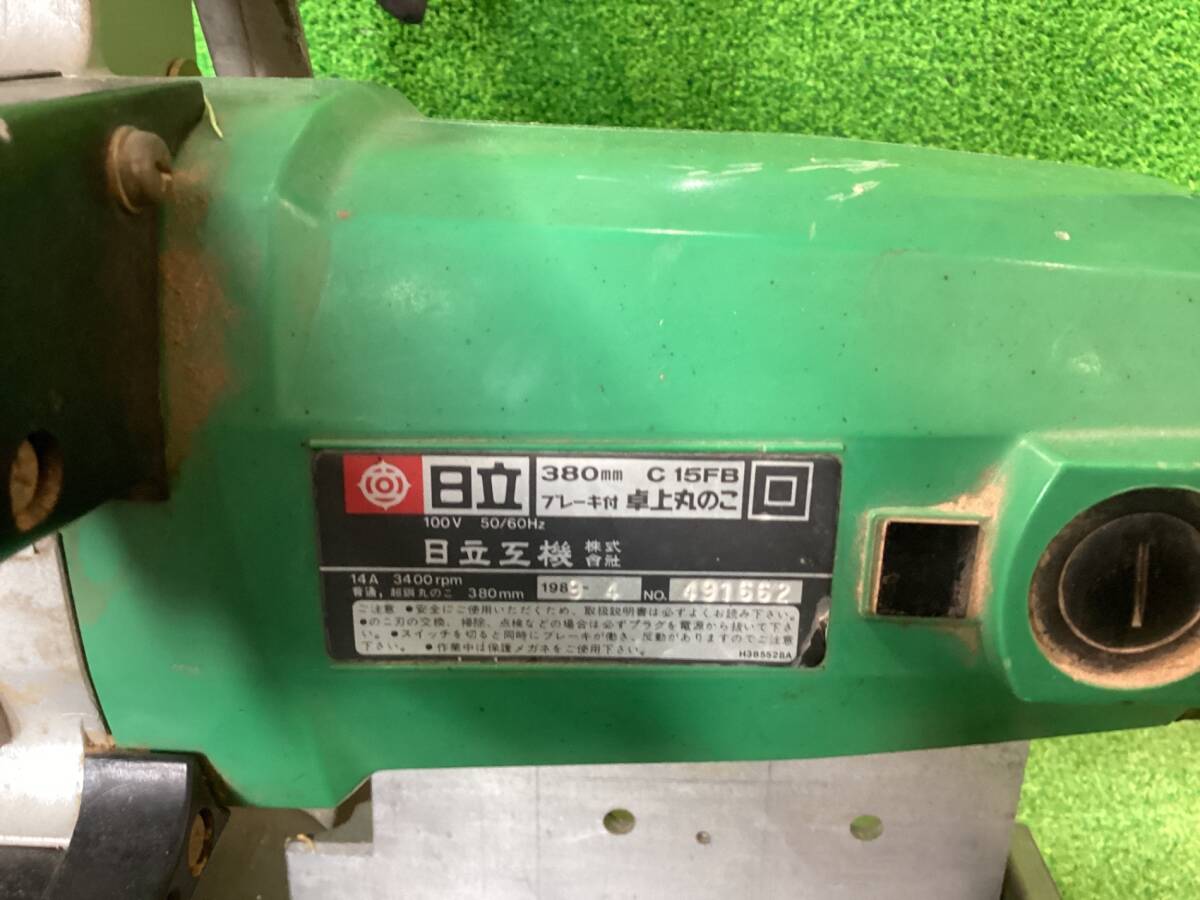 日立
380mm C 15FB
ブレーキ付 卓上丸のこ
100V 50/60Hz
日立工機 株式会社
14A 3400rpm
普通,超鋼丸のこ 380mm 1989- 4 NO. 491662
ご注意 ●安全にご使用いただくため、取扱説明書は必ずよくお読み下さい。
●のこ刃の交換、掃除、点検などの場合は必ずプラグを電源から抜いて下さ
い。●スイッチを切ると同時にブレーキが働き、反動がありますのでご注意
下さい。 ●作業中は保護メガネをご使用下さい。
H385528A